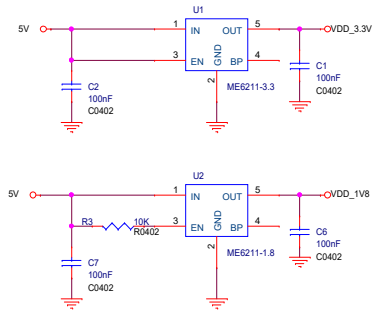 U1
5V
1
IN
OUT
5
VDD_3.3V
3
EN
GND
BP
4
2
ME6211-3.3
C2
100nF
C0402
C1
100nF
C0402
U2
5V
1
IN
OUT
5
VDD_1V8
R3
10K
3
EN
GND
BP
4
R0402
2
ME6211-1.8
C7
100nF
C0402
C6
100nF
C0402